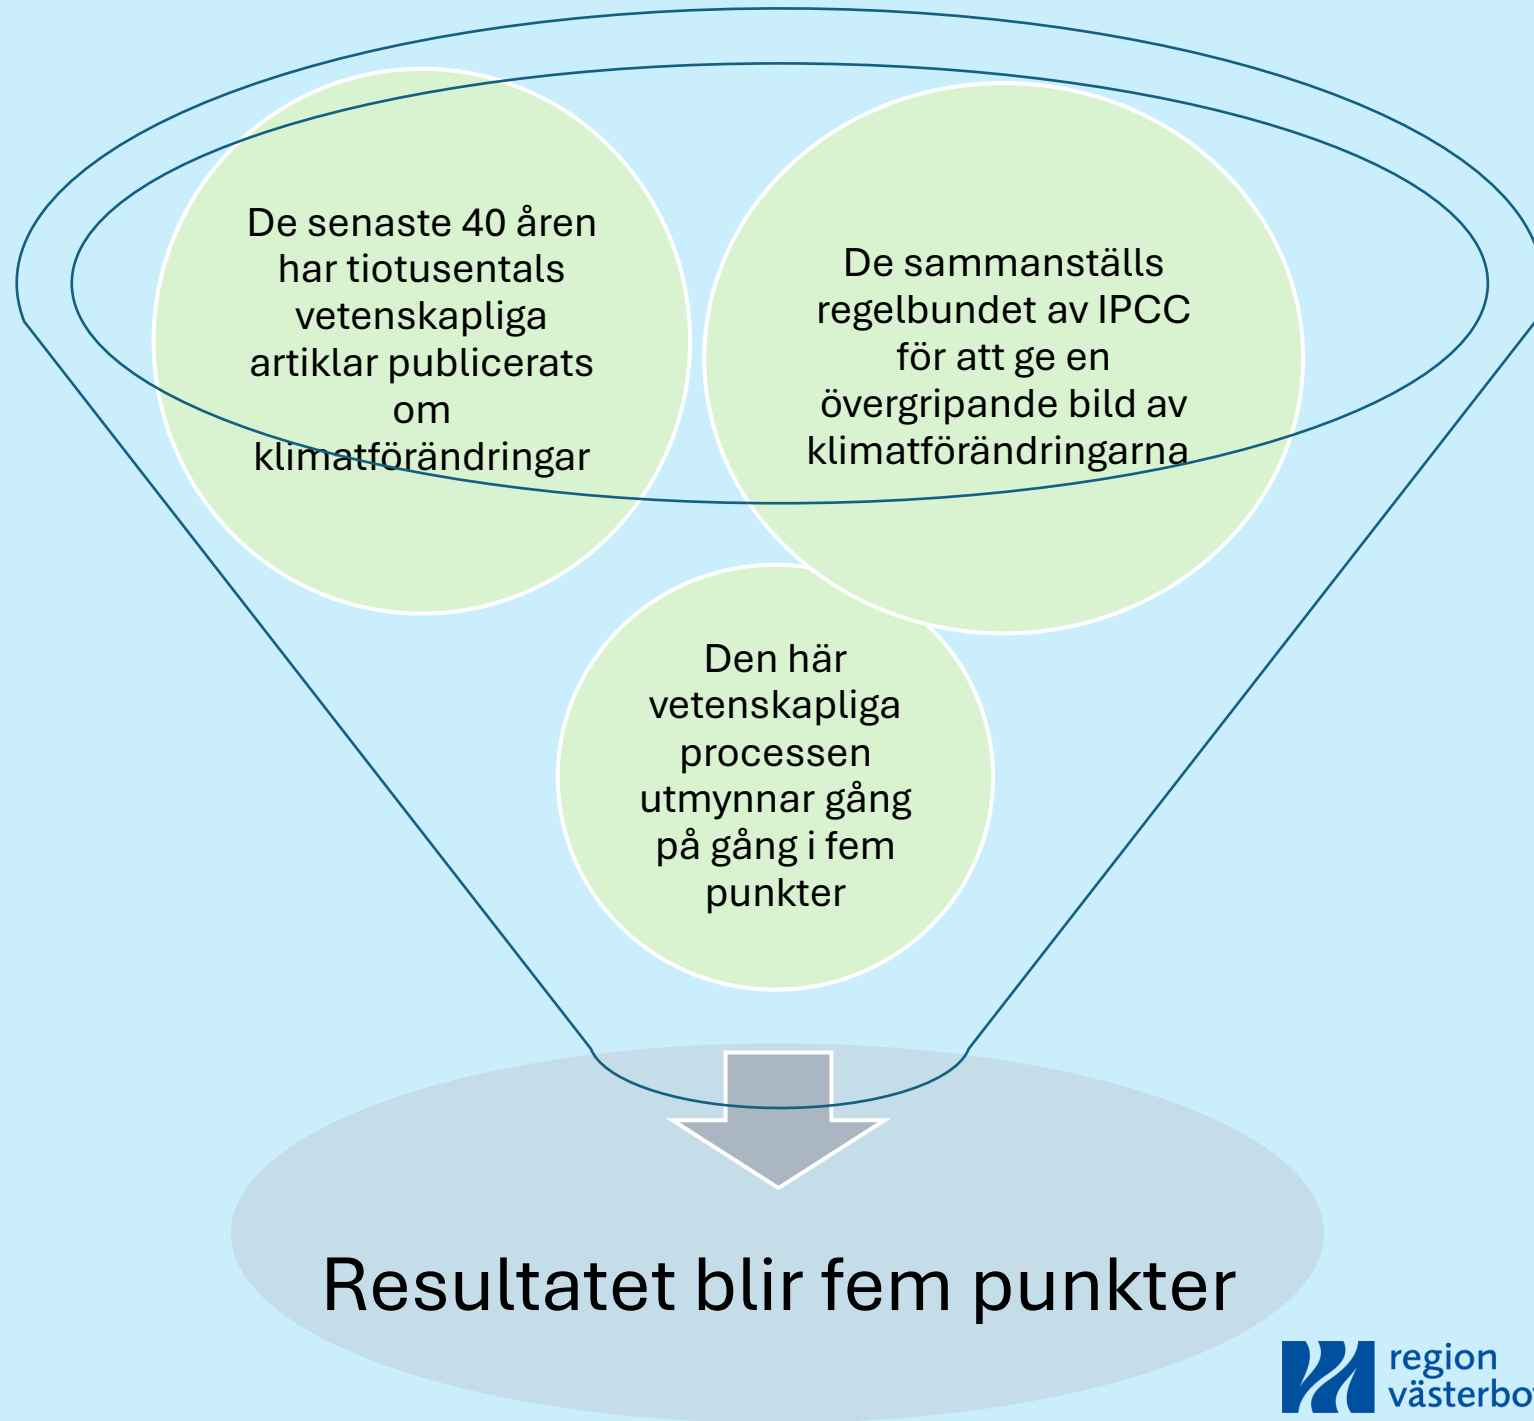 De senaste 40 åren
har tiotusentals
vetenskapliga
artiklar publicerats
om
klimatförändringar
De sammanställs
regelbundet av IPCC
för att ge en
övergripande bild av
klimatförändringarna
Den här
vetenskapliga
processen
utmynnar gång
på gång i fem
punkter
Resultatet blir fem punkter
region